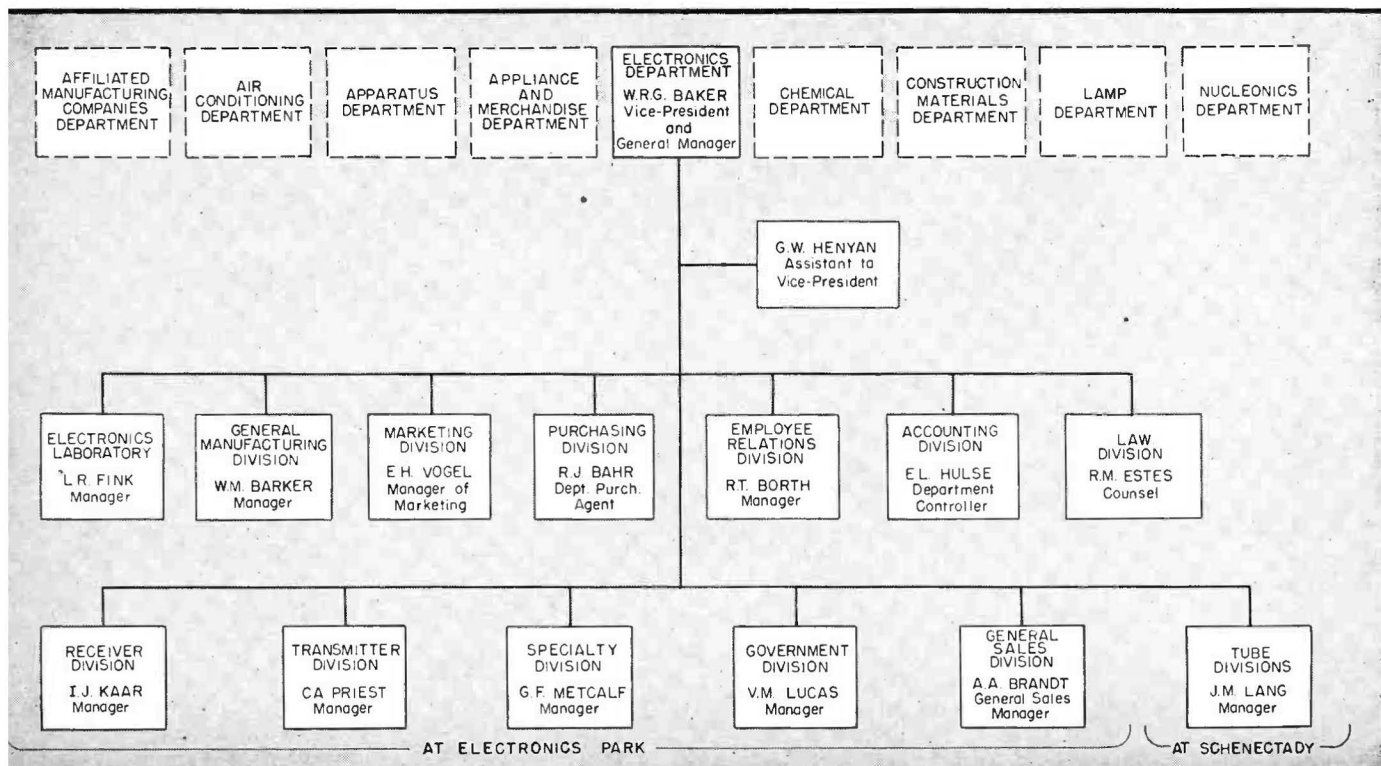 AFFILIATED
MANUFACTURING
COMPANIES
DEPARTMENT
AIR
CONDITIONING
DEPARTMENT
APPARATUS
DEPARTMENT
APPLIANCE
AND
MERCHANDISE
DEPARTMENT
ELECTRONICS
DEPARTMENT
W.R.G. BAKER
Vice-President
and
General Manager
CHEMICAL
DEPARTMENT
CONSTRUCTION
MATERIALS
DEPARTMENT
LAMP
DEPARTMENT
NUCLEONICS
DEPARTMENT
G.W. HENYAN
Assistant to
Vice-President
ELECTRONICS
LABORATORY
L.R. FINK
Manager
GENERAL
MANUFACTURING
DIVISION
W.M. BARKER
Manager
MARKETING
DIVISION
E.H. VOGEL
Manager of
Marketing
PURCHASING
DIVISION
R.J. BAHR
Dept. Purch.
Agent
EMPLOYEE
RELATIONS
DIVISION
R.T. BORTH
Manager
ACCOUNTING
DIVISION
E.L. HULSE
Department
Controller
LAW
DIVISION
R.M. ESTES
Counsel
RECEIVER
DIVISION
I.J. KAAR
Manager
TRANSMITTER
DIVISION
C.A PRIEST
Manager
SPECIALTY
DIVISION
G.F. METCALF
Manager
GOVERNMENT
DIVISION
V.M. LUCAS
Manager
GENERAL
SALES
DIVISION
A.A. BRANDT
General Sales
Manager
TUBE
DIVISIONS
J.M. LANG
Manager
AT ELECTRONICS PARK
AT SCHENECTADY